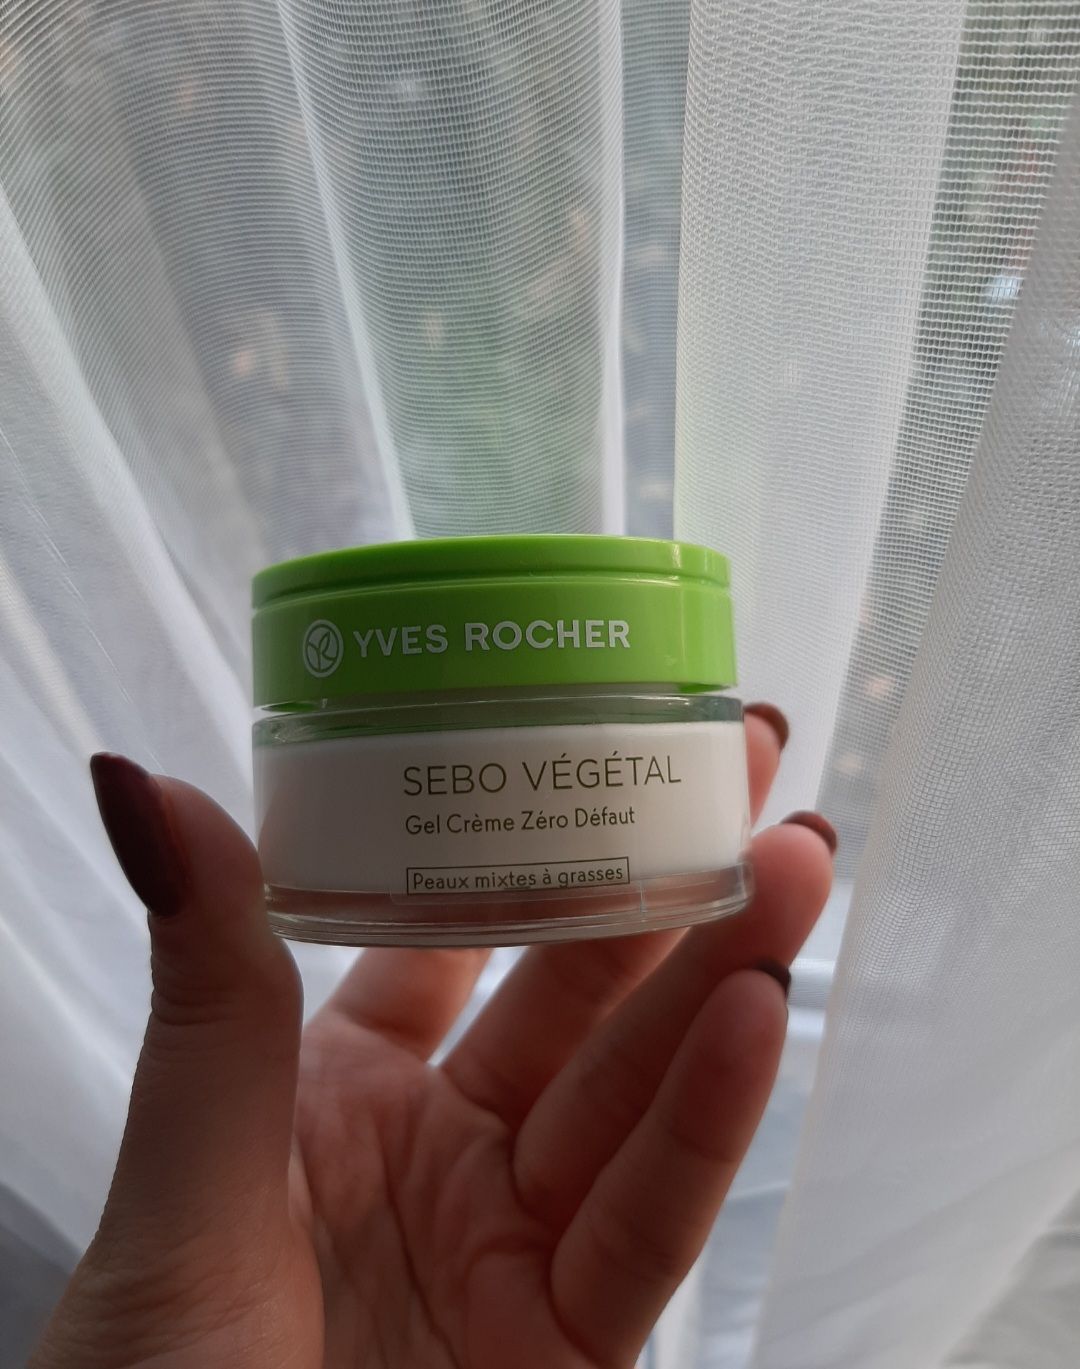 YVES ROCHER
SEBO VÉGÉTAL
Gel Crème Zéro Défaut
Peaux mixtes à grasses